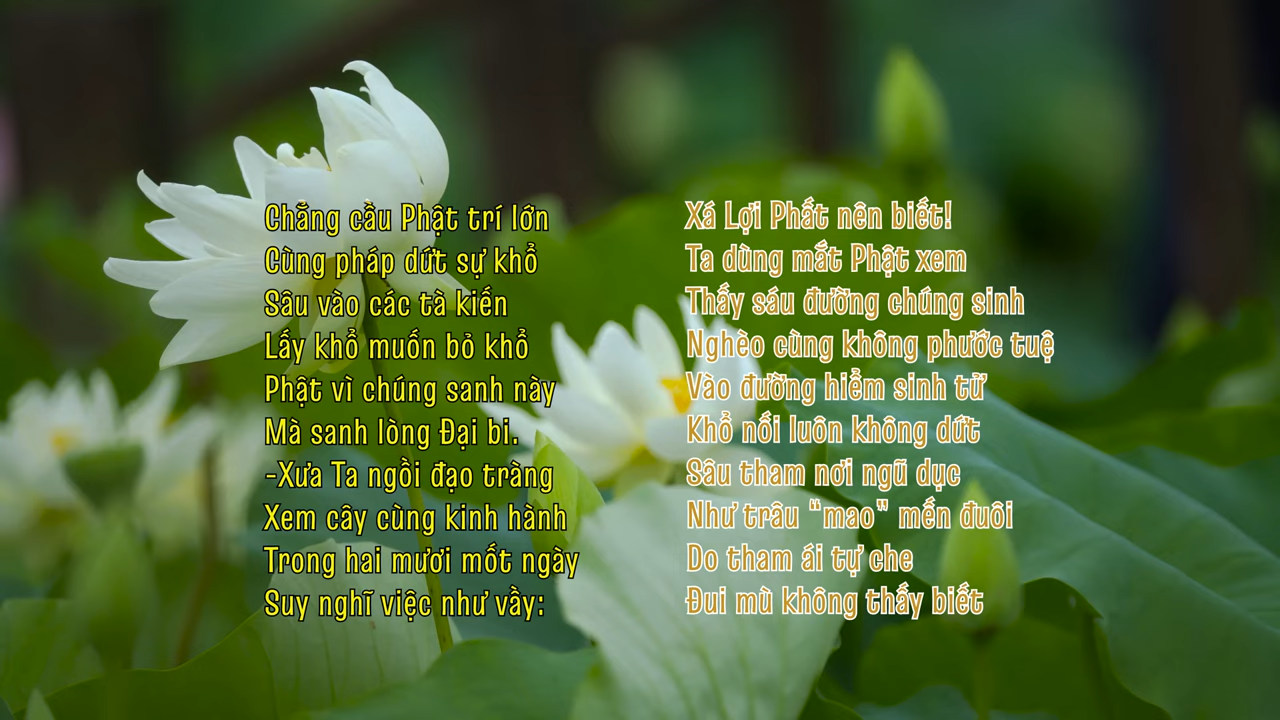 Chẳng cầu Phật trí lớn
Cùng pháp dứt sự khổ
Sâu vào các tà kiến
Lấy khổ muốn bỏ khổ
Phật vì chúng sanh này
Mà sanh lòng Đại bi.
-Xưa Ta ngồi đạo tràng
Xem cây cùng kinh hành
Trong hai mươi mốt ngày
Suy nghĩ việc như vầy:
Xá Lợi Phất nên biết!
Ta dùng mắt Phật xem
Thấy sáu đường chúng sinh
Nghèo cùng không phước tuệ
Vào đường hiểm sinh tử
Khổ nối luôn không dứt
Sâu tham nơi ngũ dục
Như trâu “mao” mến đuôi
Do tham ái tự che
Đui mù không thấy biết